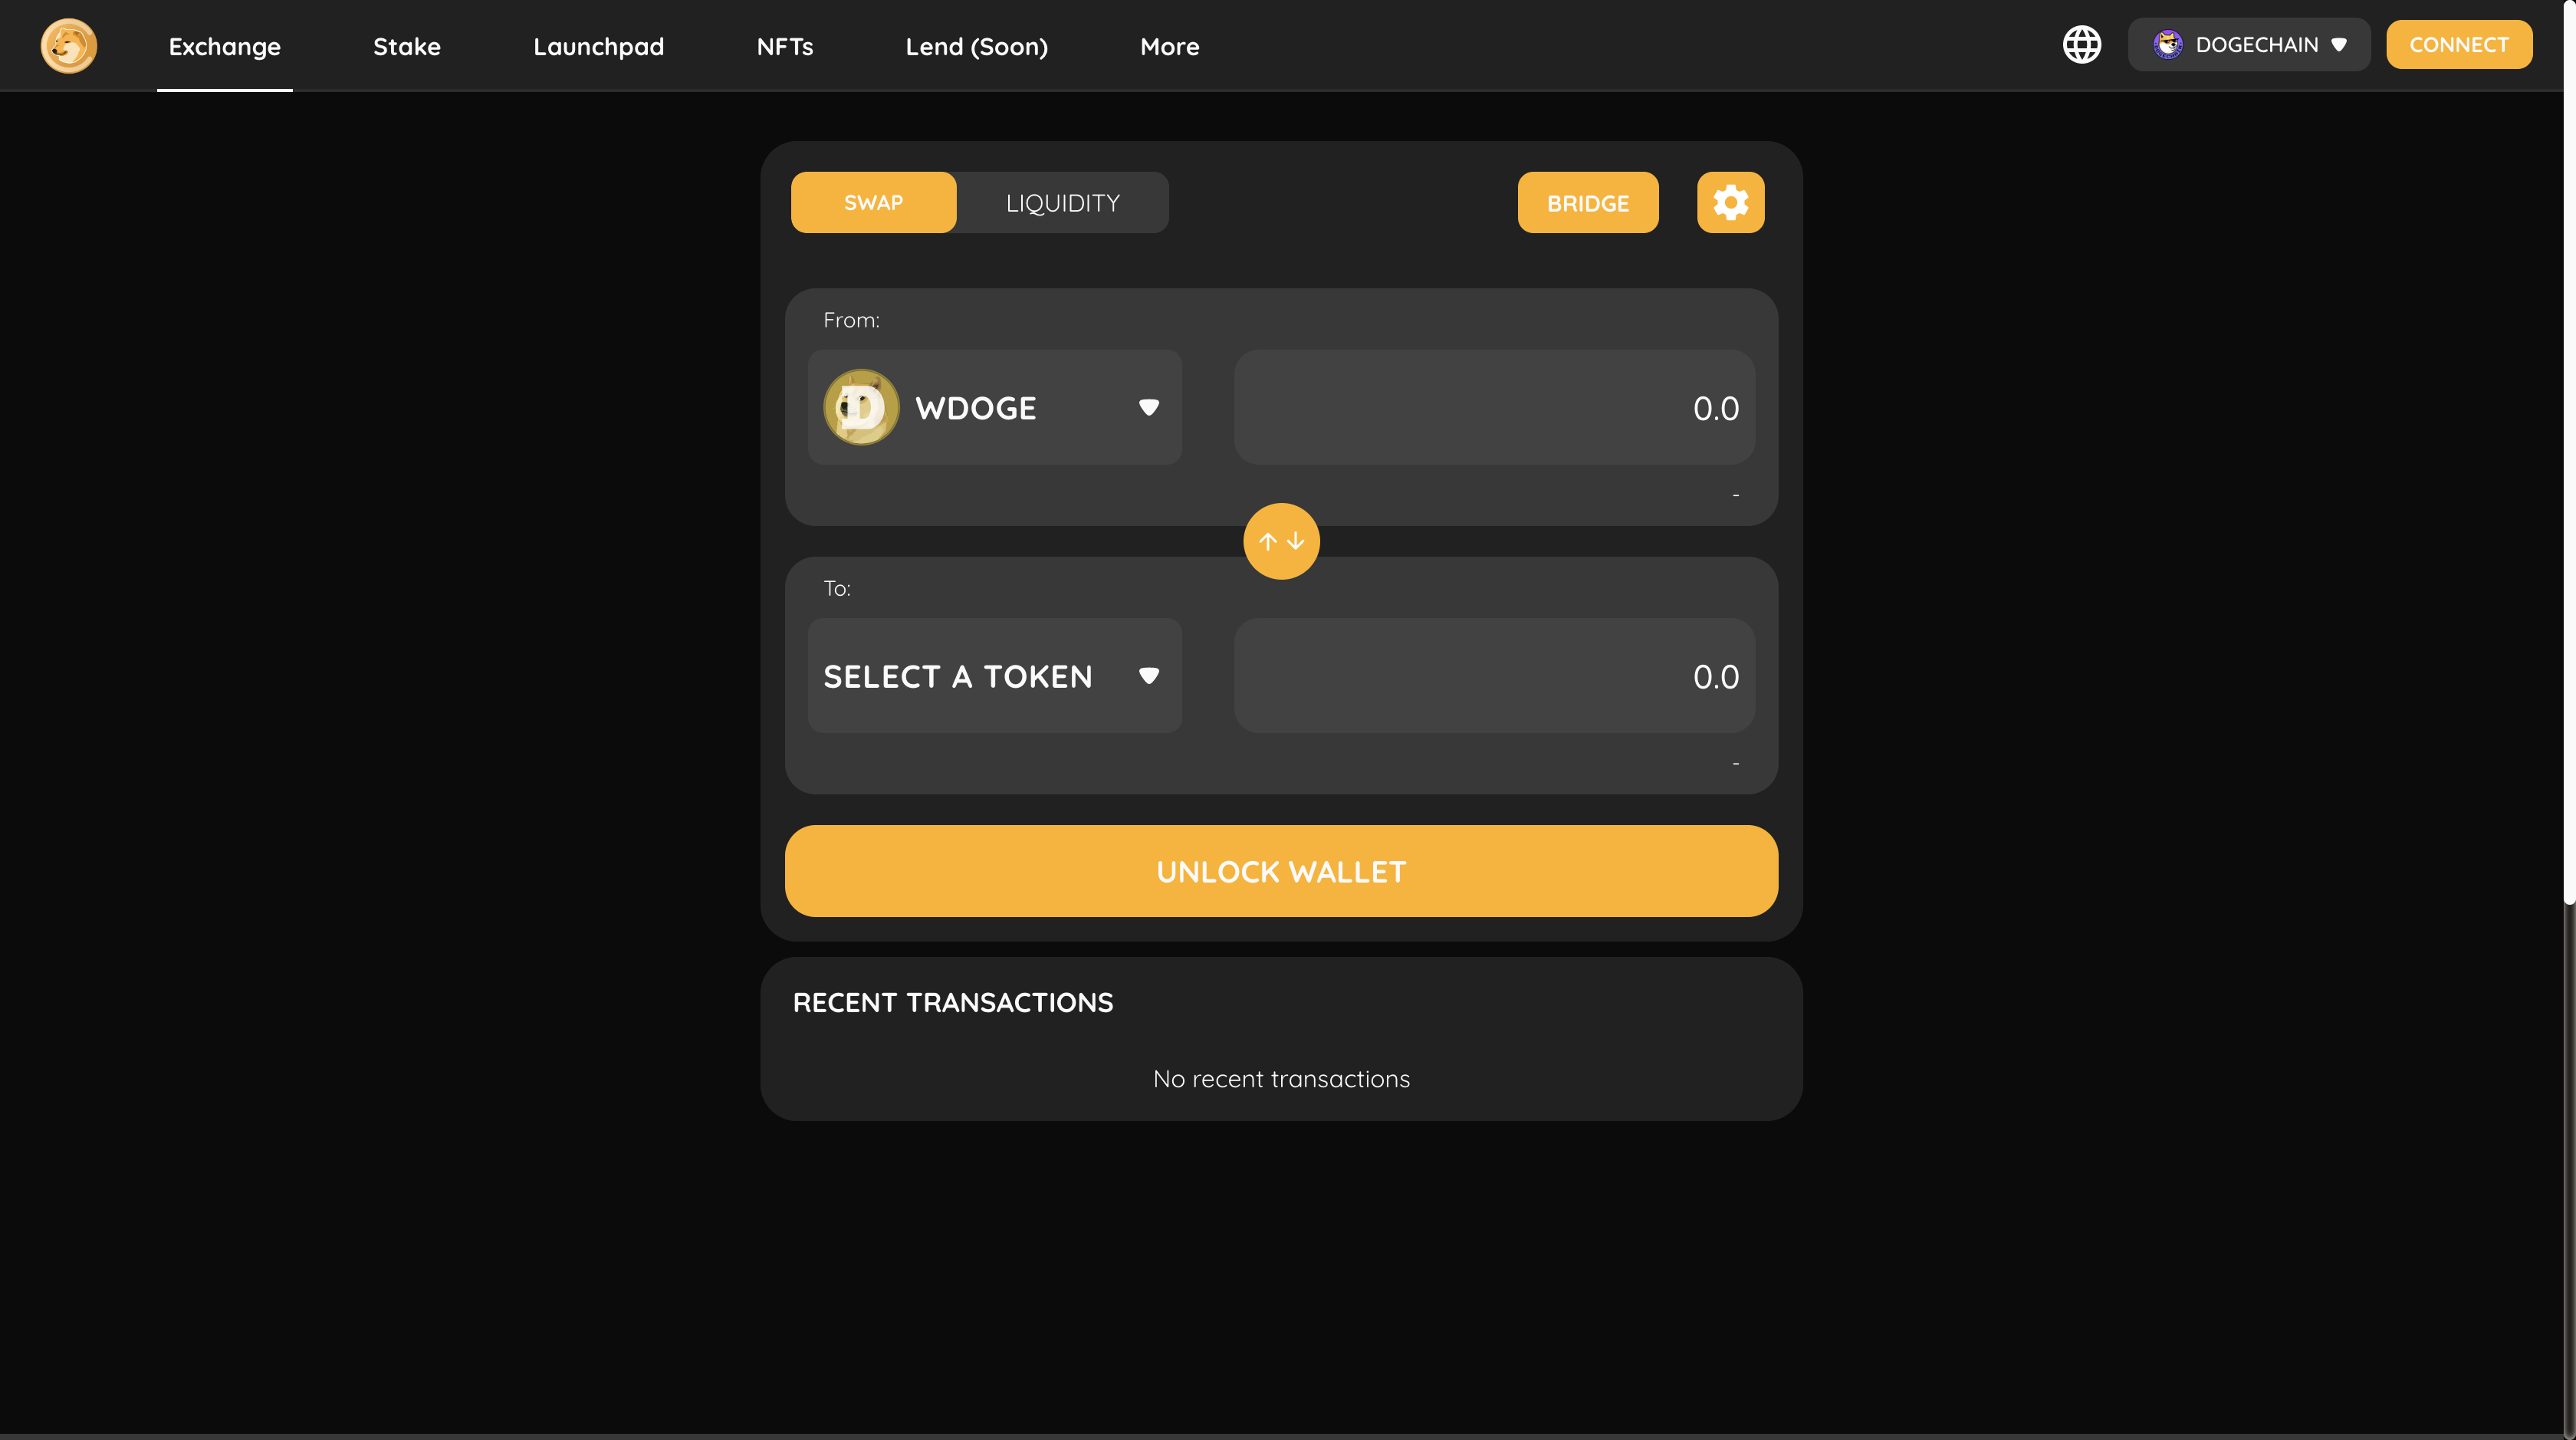 Exchange
Stake
Launchpad
NFTs
Lend (Soon)
More
DOGECHAIN
CONNECT
SWAP
LIQUIDITY
BRIDGE
From:
WDOGE
0.0
-
To:
SELECT A TOKEN
0.0
-
UNLOCK WALLET
RECENT TRANSACTIONS
No recent transactions